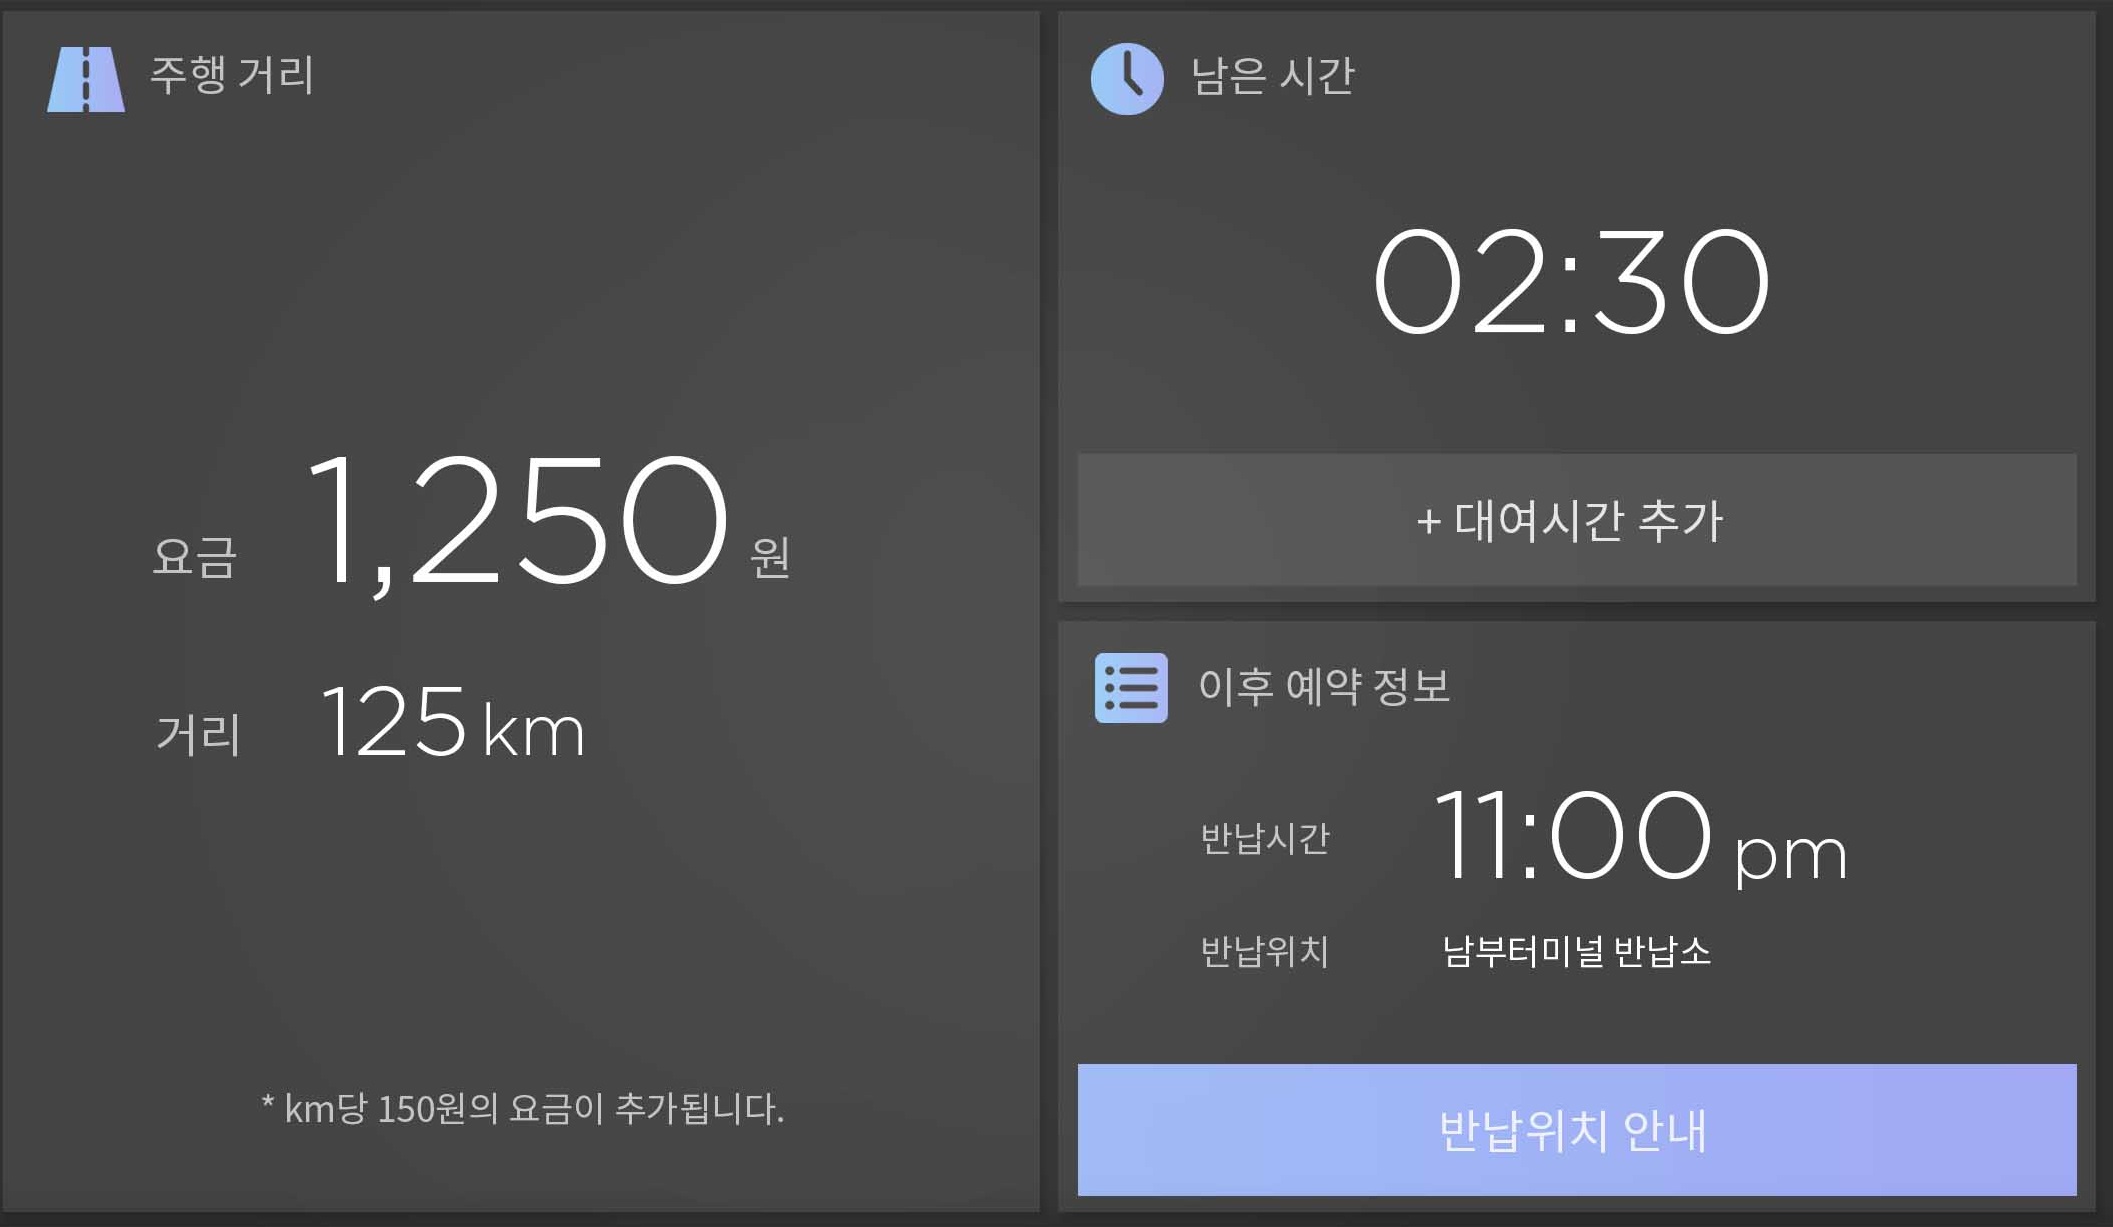 주행 거리
요금 1,250 원
거리 125 km
* km당 150원의 요금이 추가됩니다.
남은 시간
02:30
+ 대여시간 추가
이후 예약 정보
반납시간 11:00 pm
반납위치 남부터미널 반납소
반납위치 안내